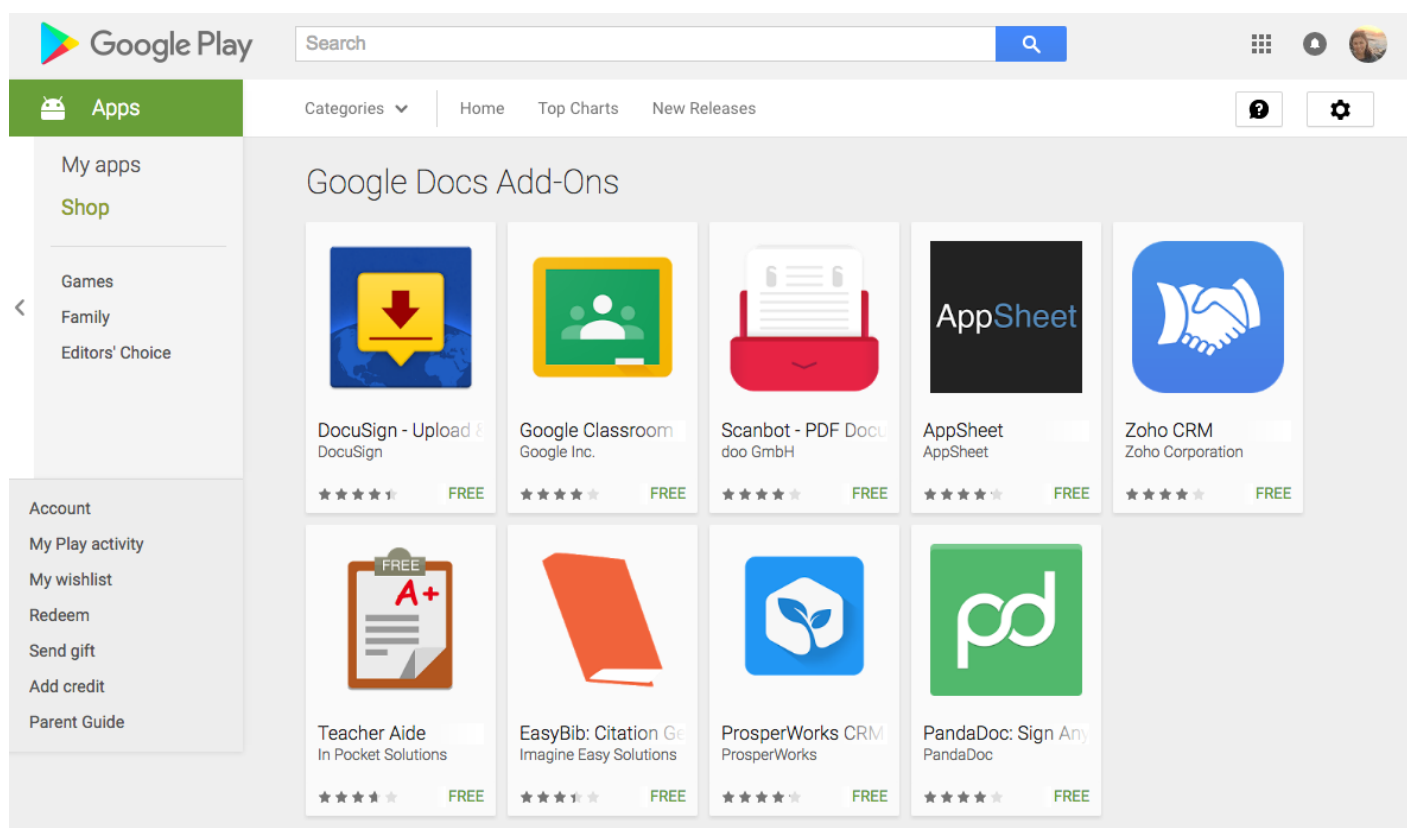 Google Play
Search
Apps
Categories
Home
Top Charts
New Releases
My apps
Shop
Games
Family
Editors' Choice
Account
My Play activity
My wishlist
Redeem
Send gift
Add credit
Parent Guide
Google Docs Add-Ons
DocuSign - Upload &
DocuSign
FREE
Google Classroom
Google Inc.
FREE
Scanbot - PDF Docu
doo GmbH
FREE
AppSheet
AppSheet
AppSheet
FREE
Zoho CRM
Zoho Corporation
FREE
FREE
A+
Teacher Aide
In Pocket Solutions
FREE
EasyBib: Citation Ge
Imagine Easy Solutions
FREE
ProsperWorks CRM
ProsperWorks
FREE
pd
PandaDoc: Sign Any
PandaDoc
FREE